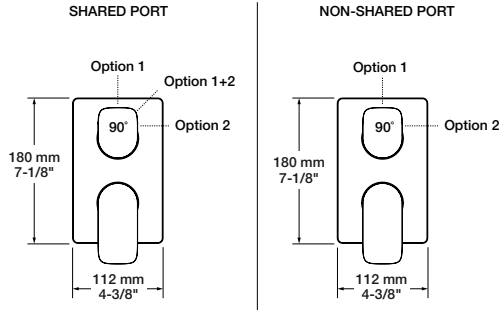 SHARED PORT
Option 1
Option 1+2
90°
Option 2
180 mm
7-1/8"
112 mm
4-3/8"
NON-SHARED PORT
Option 1
90°
Option 2
180 mm
7-1/8"
112 mm
4-3/8"